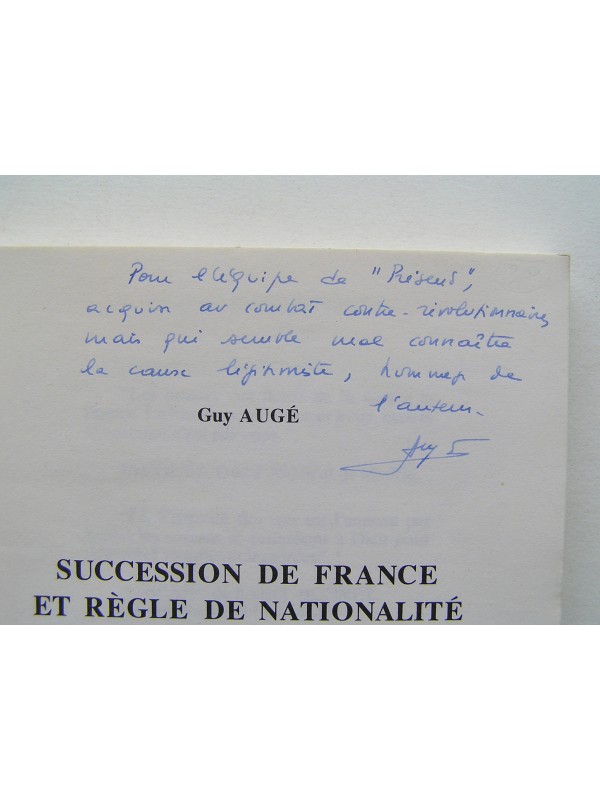 Pour l'équipe de "Présent",
acquise au combat contre-révolutionnaire
mais qui semble mal connaître
la cause légitimiste, hommage de
l'auteur.
Guy AUGÉ
SUCCESSION DE FRANCE
ET RÈGLE DE NATIONALITÉ